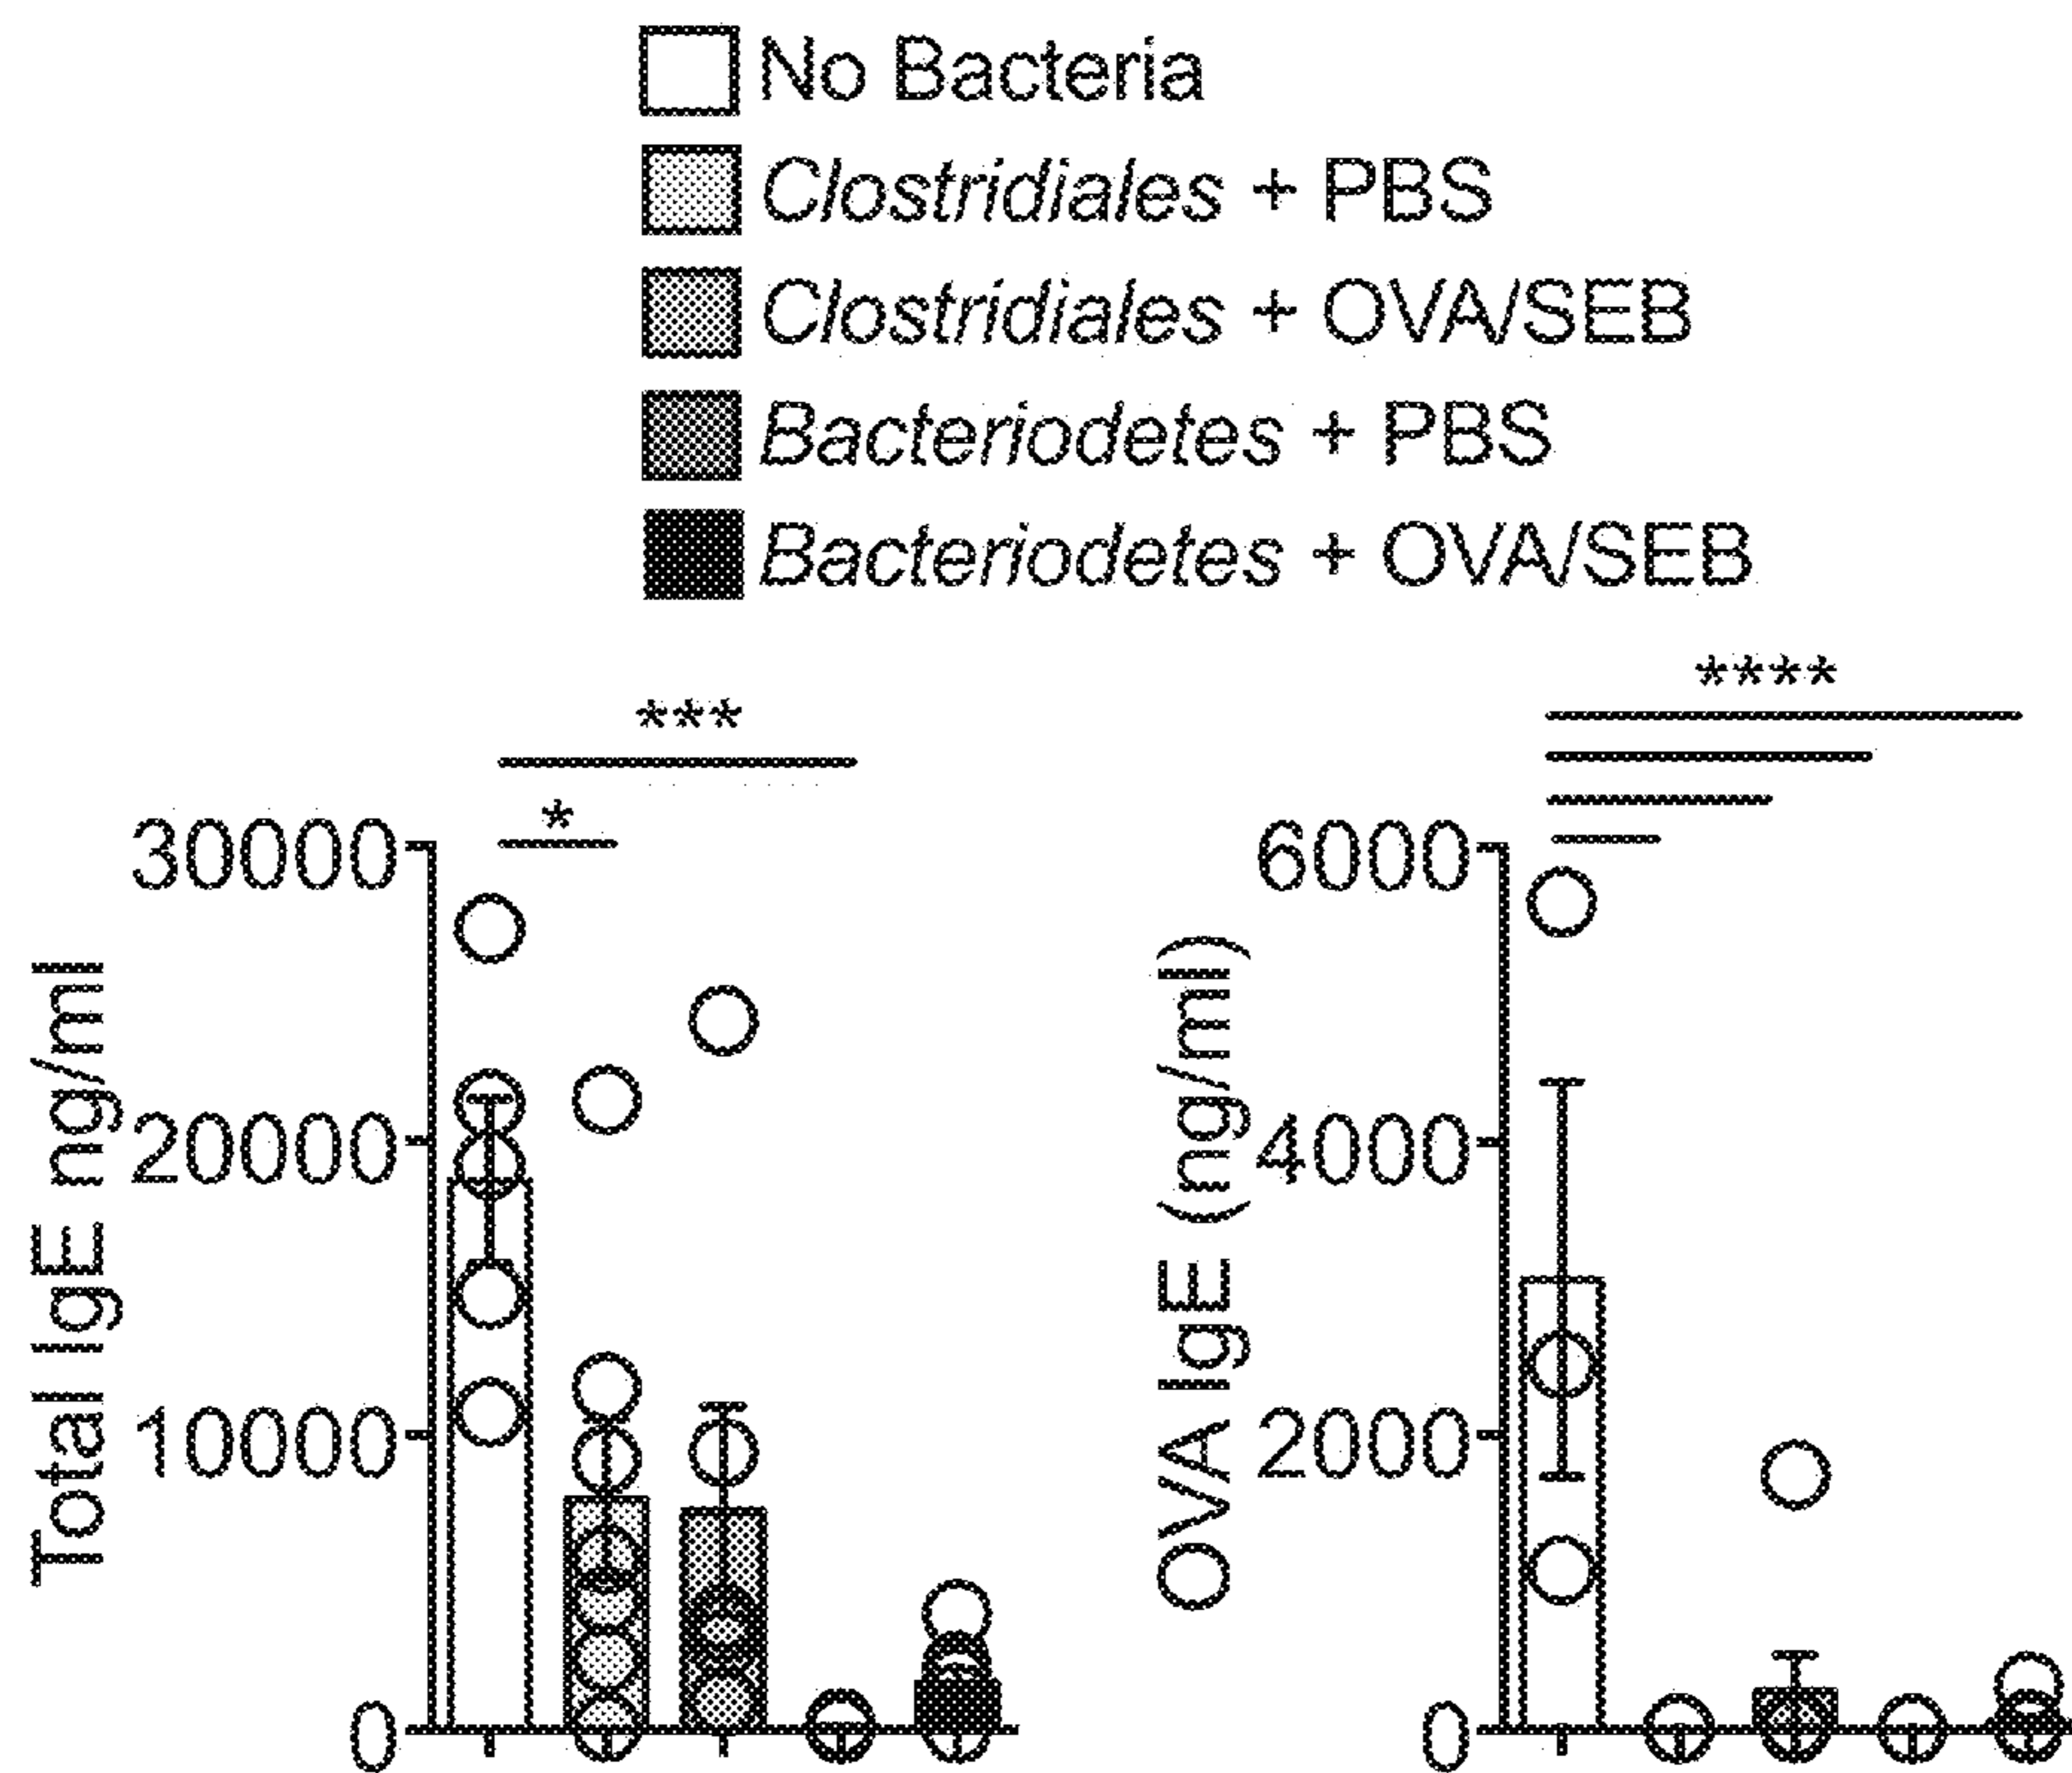 No Bacteria
Clostridiales + PBS
Clostridiales + OVA/SEB
Bacteriodetes + PBS
Bacteriodetes + OVA/SEB
***
*
Total IgE ng/ml
30000
20000
10000
0
****
OVA IgE (ng/ml)
6000
4000
2000
0